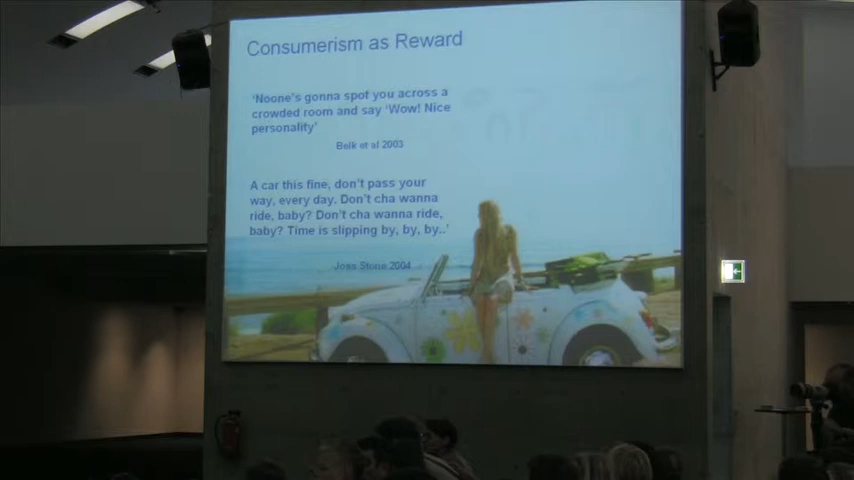 Consumerism as Reward
'Noone's gonna spot you across a
crowded room and say 'Wow! Nice
personality'
Belk et al 2003
A car this fine, don't pass your
way, every day. Don't cha wanna
ride, baby? Don't cha wanna ride,
baby? Time is slipping by, by, by..'
Joss Stone 2004